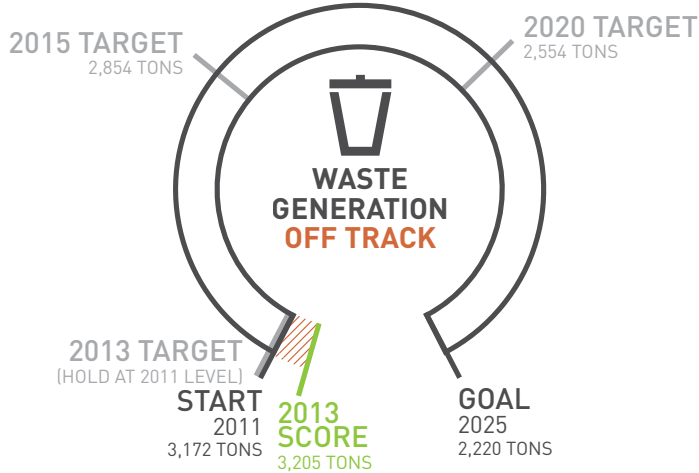 2015 TARGET
2,854 TONS
2020 TARGET
2,554 TONS
WASTE
GENERATION
OFF TRACK
2013 TARGET
(HOLD AT 2011 LEVEL)
START
2011
3,172 TONS
2013
SCORE
3,205 TONS
GOAL
2025
2,220 TONS